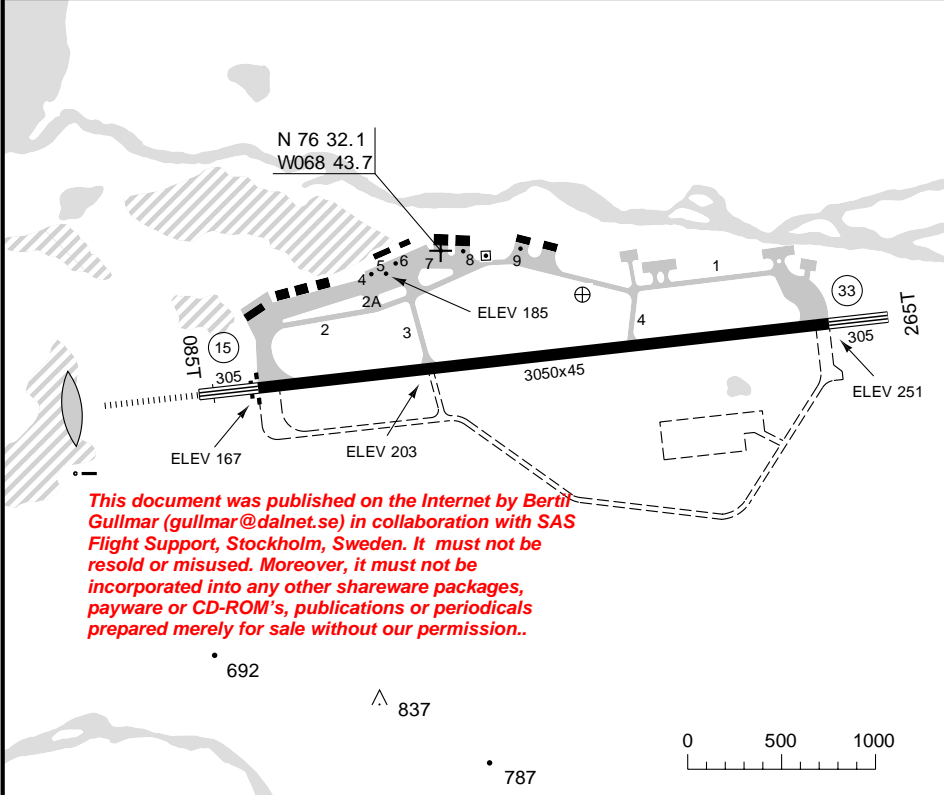 N 76 32.1
W068 43.7
1
2
2A
3
4
4
5
6
7
8
9
ELEV 185
33
265T
305
15
085T
305
3050x45
ELEV 251
ELEV 203
ELEV 167
This document was published on the Internet by Bertil
Gullmar (gullmar@dalnet.se) in collaboration with SAS
Flight Support, Stockholm, Sweden. It must not be
resold or misused. Moreover, it must not be
incorporated into any other shareware packages,
payware or CD-ROM's, publications or periodicals
prepared merely for sale without our permission..
692
837
787
0 500 1000